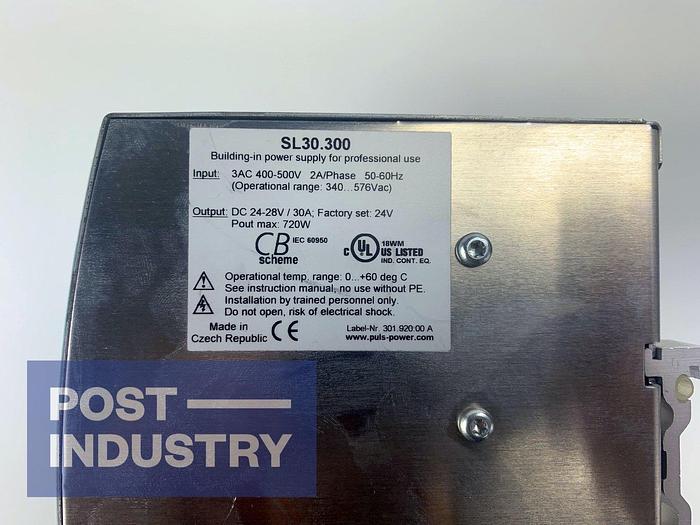 SL30.300
Building-in power supply for professional use
Input: 3AC 400-500V 2A/Phase 50-60Hz
(Operational range: 340...576Vac)
Output: DC 24-28V / 30A; Factory set: 24V
Pout max: 720W
CB IEC 60950
scheme
C UL 18WM
US LISTED
IND. CONT. EQ.
Operational temp. range: 0...+60 deg C
See instruction manual, no use without PE.
Installation by trained personnel only.
Do not open, risk of electrical shock.
Made in
Czech Republic CE
Label-Nr. 301.920:00 A
www.puls-power.com
POST
INDUSTRY